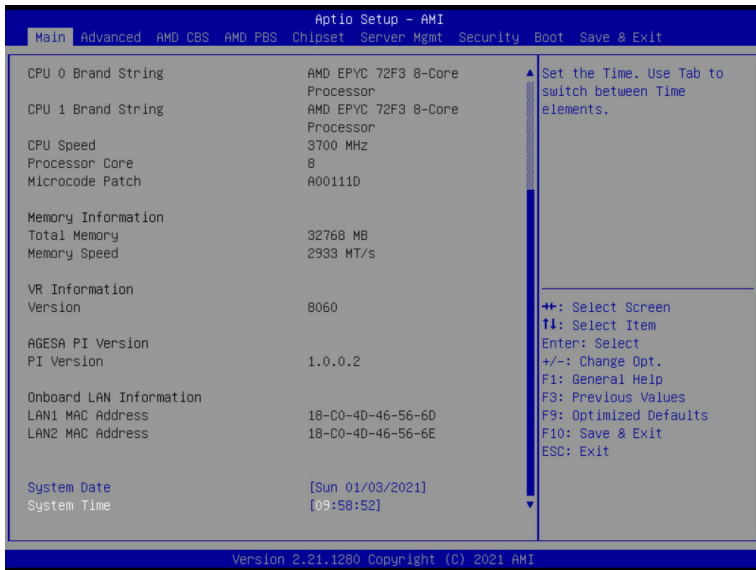 Aptio Setup - AMI
Main Advanced AMD CBS AMD PBS Chipset Server Mgmt Security Boot Save & Exit
CPU 0 Brand String AMD EPYC 72F3 8-Core
Processor
CPU 1 Brand String AMD EPYC 72F3 8-Core
Processor
CPU Speed 3700 MHz
Processor Core 8
Microcode Patch A00111D
Memory Information
Total Memory 32768 MB
Memory Speed 2933 MT/s
VR Information
Version 8060
AGESA PI Version
PI Version 1.0.0.2
Onboard LAN Information
LAN1 MAC Address 18-C0-4D-46-56-6D
LAN2 MAC Address 18-C0-4D-46-56-6E
System Date [Sun 01/03/2021]
System Time [09:58:52]
Set the Time. Use Tab to
switch between Time
elements.
→←: Select Screen
↑↓: Select Item
Enter: Select
+/-: Change Opt.
F1: General Help
F3: Previous Values
F9: Optimized Defaults
F10: Save & Exit
ESC: Exit
Version 2.21.1280 Copyright (C) 2021 AMI